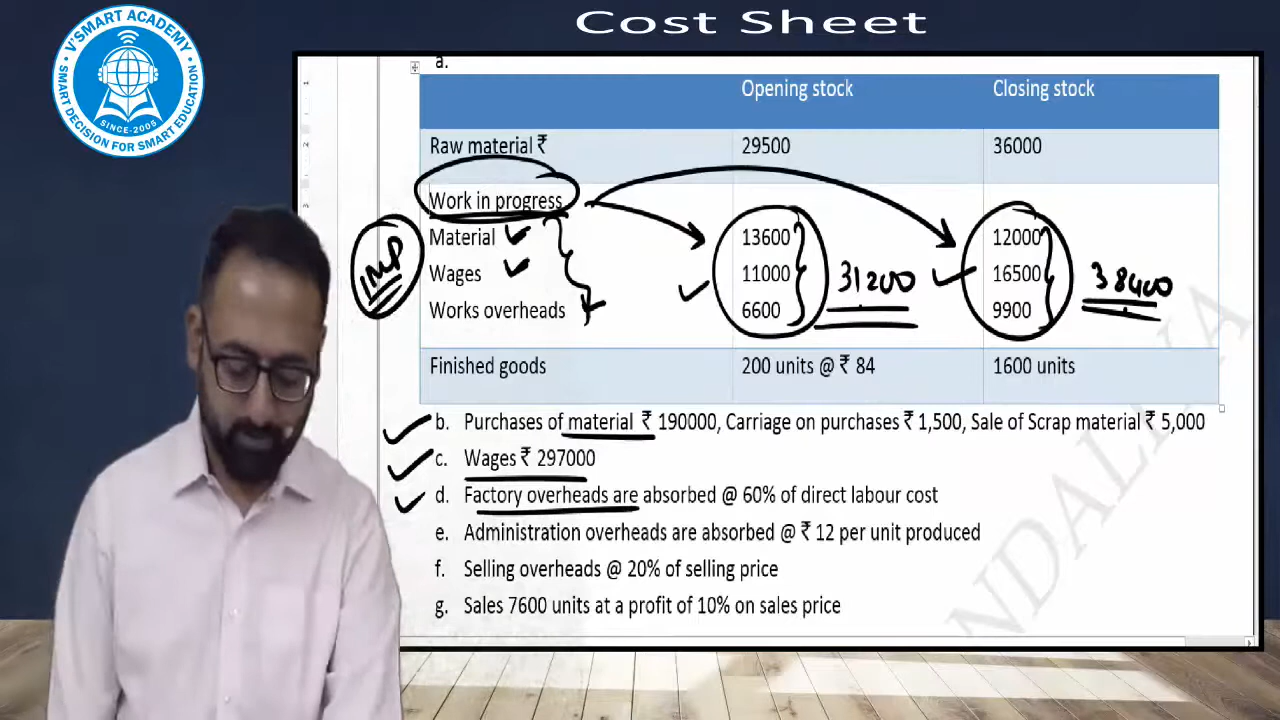 Cost Sheet
V'SMART ACADEMY
SINCE-2008
SMART DECISION FOR SMART EDUCATION
a.
Opening stock Closing stock
Raw material ₹ 29500 36000
Work in progress
Material 13600 12000
Wages 11000 16500
Works overheads 6600 9900
IMP
31200
38400
Finished goods 200 units @ ₹ 84 1600 units
b. Purchases of material ₹ 190000, Carriage on purchases ₹ 1,500, Sale of Scrap material ₹ 5,000
c. Wages ₹ 297000
d. Factory overheads are absorbed @ 60% of direct labour cost
e. Administration overheads are absorbed @ ₹ 12 per unit produced
f. Selling overheads @ 20% of selling price
g. Sales 7600 units at a profit of 10% on sales price